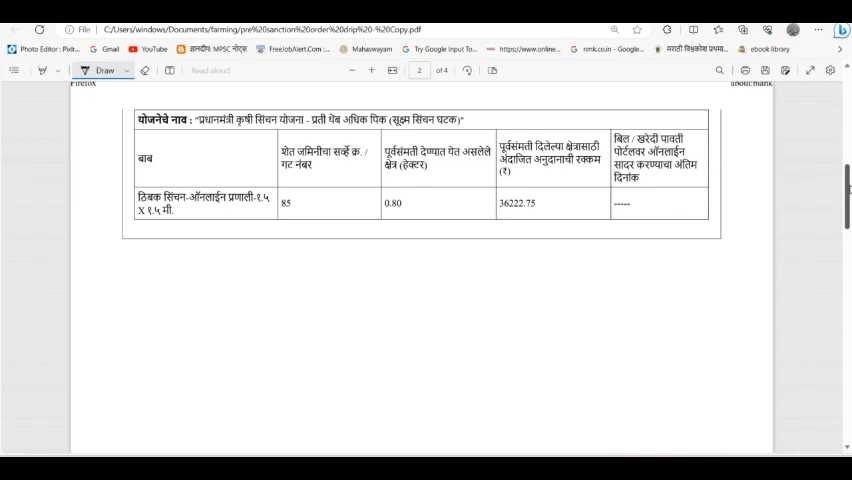 File C:/Users/windows/Documents/farming/pre%20sanction%20order%20drip%20-%20Copy.pdf
Photo Editor : Pixlr... Gmail YouTube ज्ञानदीप: MPSC नोट्स FreeJobAlert.Com :... Mahaswayam Try Google Input To... https://www.online... nmk.co.in - Google... मराठी विश्वकोश प्रथमा... ebook library
Draw Read aloud 2 of 4
Firefox about:blank
योजनेचे नाव : "प्रधानमंत्री कृषी सिंचन योजना - प्रती थेंब अधिक पिक (सूक्ष्म सिंचन घटक)"
बाब
शेत जमिनीचा सर्व्हे क्र. /
गट नंबर
पूर्वसंमती देण्यात येत असलेले
क्षेत्र (हेक्टर)
पूर्वसंमती दिलेल्या क्षेत्रासाठी
अंदाजित अनुदानाची रक्कम
(₹)
बिल / खरेदी पावती
पोर्टलवर ऑनलाईन
सादर करण्याचा अंतिम
दिनांक
ठिबक सिंचन-ऑनलाईन प्रणाली-१.५
X १.५ मी.
85
0.80
36222.75
-----